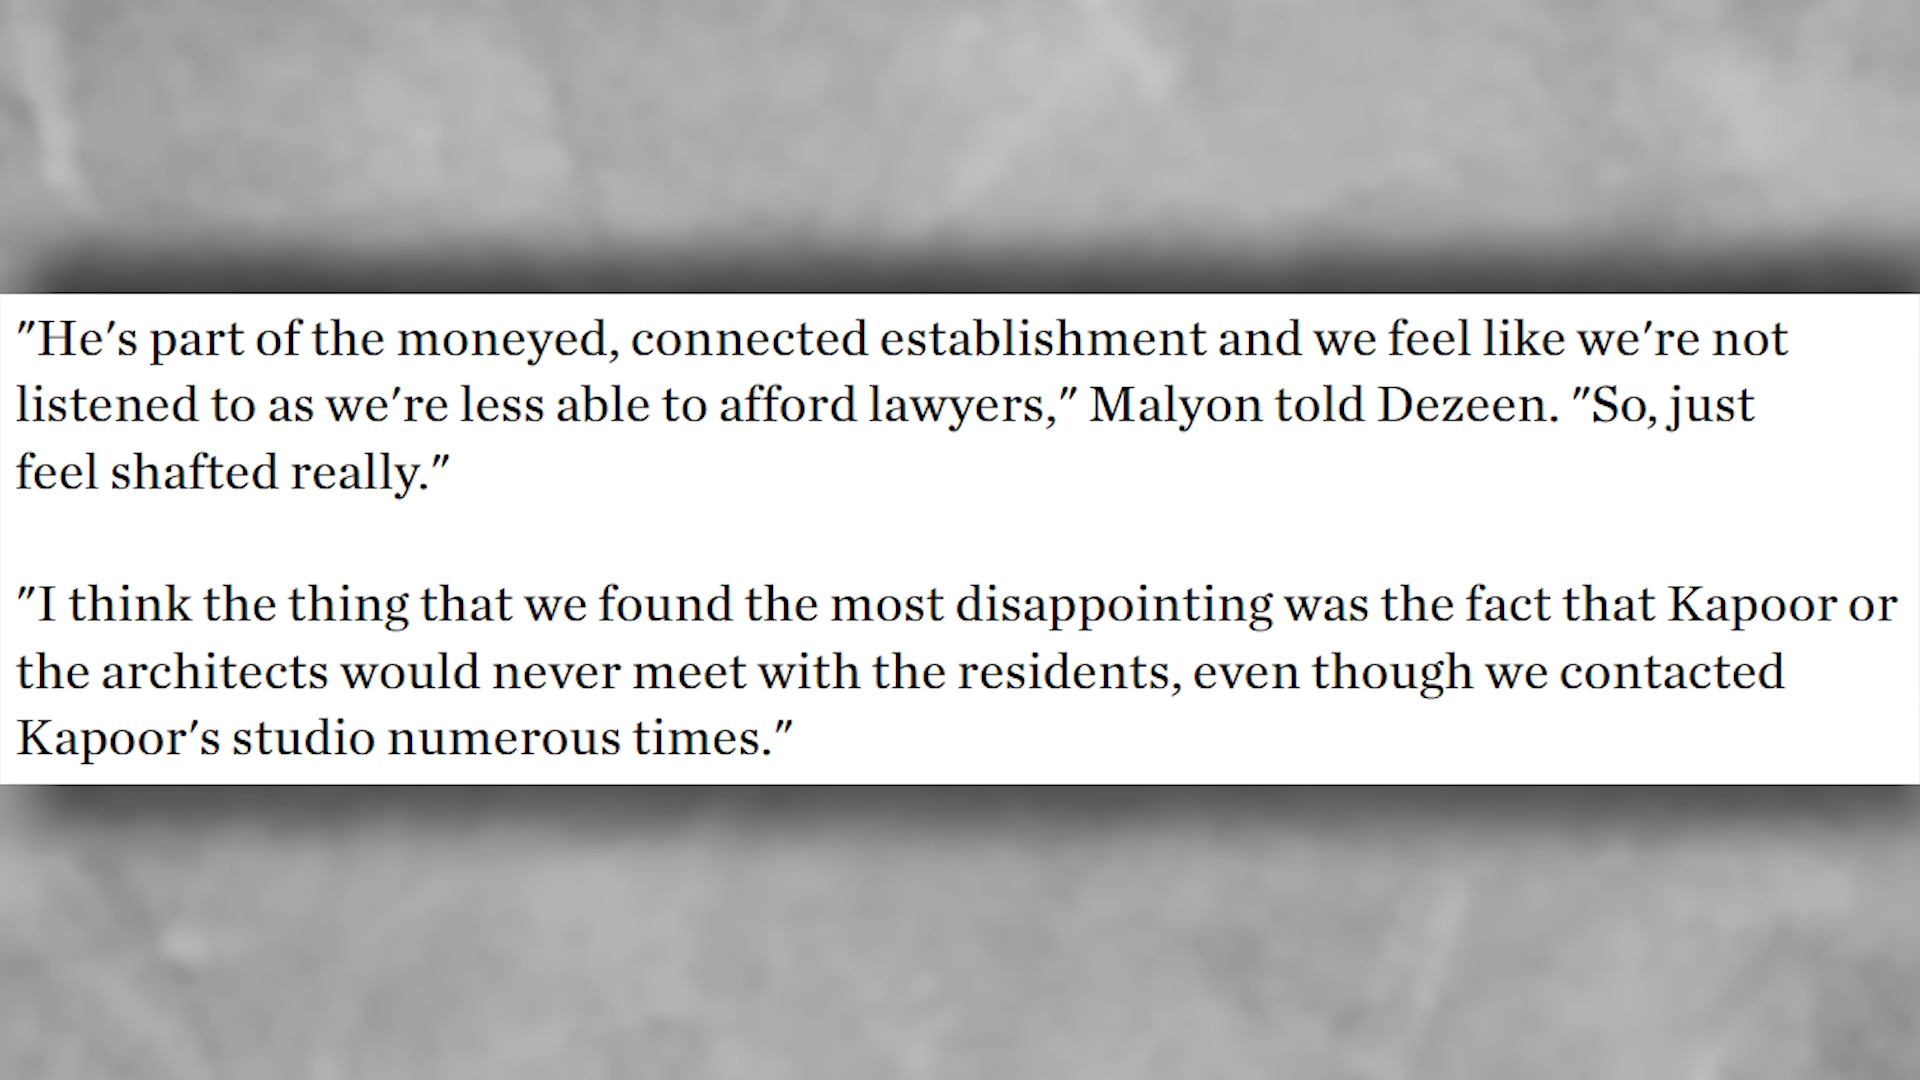 "He's part of the moneyed, connected establishment and we feel like we're not
listened to as we're less able to afford lawyers," Malyon told Dezeen. "So, just
feel shafted really."
"I think the thing that we found the most disappointing was the fact that Kapoor or
the architects would never meet with the residents, even though we contacted
Kapoor's studio numerous times."